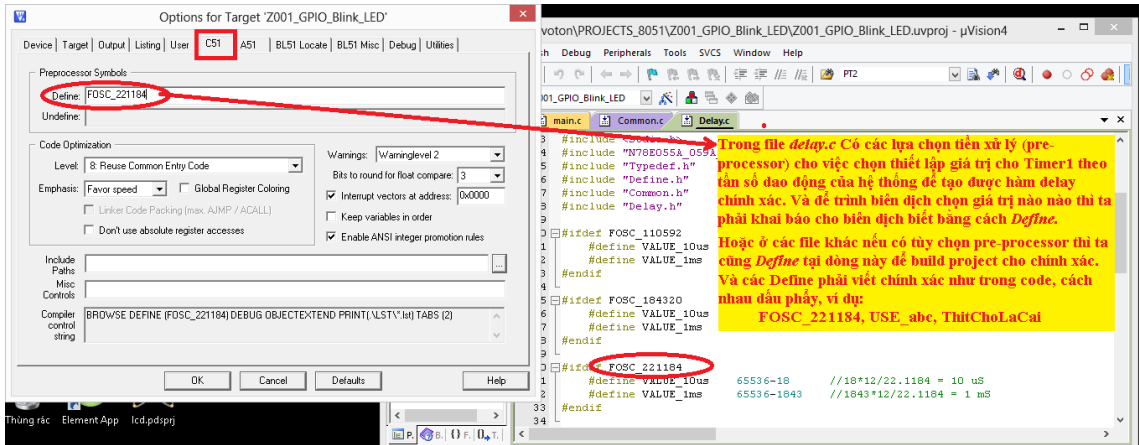 Options for Target 'Z001_GPIO_Blink_LED'
Device | Target | Output | Listing | User | C51 | A51 | BL51 Locate | BL51 Misc | Debug | Utilities |
Preprocessor Symbols
Define: FOSC_221184
Undefine:
Code Optimization
Level: 8: Reuse Common Entry Code
Emphasis: Favor speed Global Register Coloring
Linker Code Packing (max. AJMP / ACALL)
Don't use absolute register accesses
Warnings: Warninglevel 2
Bits to round for float compare: 3
Interrupt vectors at address: 0x0000
Keep variables in order
Enable ANSI integer promotion rules
Include Paths
...
Misc Controls
Compiler control string
BROWSE DEFINE (FOSC_221184) DEBUG OBJECTEXTEND PRINT(.\LST\*.lst) TABS (2)
OK Cancel Defaults Help
Thùng rác Element App lcd.pdsprj
voton\PROJECTS_8051\Z001_GPIO_Blink_LED\Z001_GPIO_Blink_LED.uvproj - µVision4
sh Debug Peripherals Tools SVCS Window Help
PT2
001_GPIO_Blink_LED
main.c Common.c Delay.c
#include <Stdio.h>
#include "N78E055A_059A
#include "Typedef.h"
#include "Define.h"
#include "Common.h"
#include "Delay.h"
#ifdef FOSC_110592
#define VALUE_10us
#define VALUE_1ms
#endif
#ifdef FOSC_184320
#define VALUE_10us
#define VALUE_1ms
#endif
#ifdef FOSC_221184
#define VALUE_10us 65536-18 //18*12/22.1184 = 10 uS
#define VALUE_1ms 65536-1843 //1843*12/22.1184 = 1 mS
33 #endif
34
Trong file delay.c Có các lựa chọn tiền xử lý (pre-
processor) cho việc chọn thiết lập giá trị cho Timer1 theo
tần số dao động của hệ thống để tạo được hàm delay
chính xác. Và để trình biên dịch chọn giá trị nào nào thì ta
phải khai báo cho biên dịch biết bằng cách Define.
Hoặc ở các file khác nếu có tùy chọn pre-processor thì ta
cũng Define tại dòng này để build project cho chính xác.
Và các Define phải viết chính xác như trong code, cách
nhau dấu phẩy, ví dụ:
FOSC_221184, USE_abc, ThitChoLaCai
P. B. {} F. 0 T.